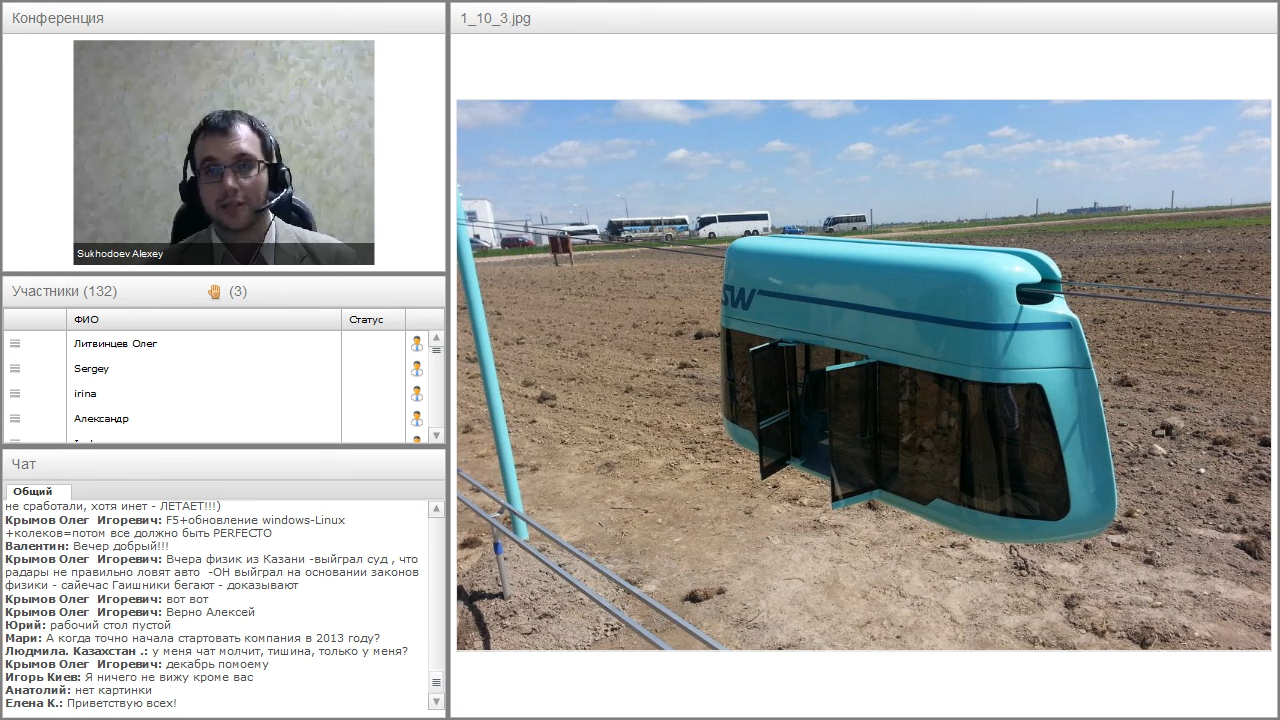 Конференция
Sukhodoev Alexey
Участники (132)
(3)
ФИО
Статус
Литвинцев Олег
Sergey
irina
Александр
Чат
Общий
не сработали, хотя инет - ЛЕТАЕТ!!!)
Крымов Олег Игоревич: F5+обновление windows-Linux
+колеков=потом все должно быть PERFECTO
Валентин: Вечер добрый!!!
Крымов Олег Игоревич: Вчера физик из Казани -выйграл суд , что
радары не правильно ловят авто -ОН выйграл на основании законов
физики - сайечас Гаишники бегают - доказывают
Крымов Олег Игоревич: вот вот
Крымов Олег Игоревич: Верно Алексей
Юрий: рабочий стол пустой
Мари: А когда точно начала стартовать компания в 2013 году?
Людмила. Казахстан .: у меня чат молчит, тишина, только у меня?
Крымов Олег Игоревич: декабрь помоему
Игорь Киев: Я ничего не вижу кроме вас
Анатолий: нет картинки
Елена К.: Приветствую всех!
1_10_3.jpg
SW